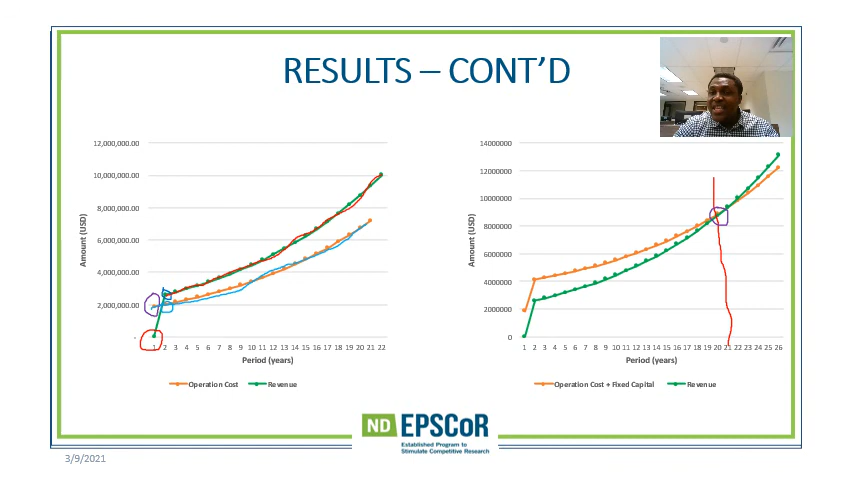 RESULTS – CONT'D
12,000,000.00
10,000,000.00
8,000,000.00
6,000,000.00
4,000,000.00
2,000,000.00
-
Amount (USD)
1 2 3 4 5 6 7 8 9 10 11 12 13 14 15 16 17 18 19 20 21 22
Period (years)
Operation Cost Revenue
14000000
12000000
10000000
8000000
6000000
4000000
2000000
0
Amount (USD)
1 2 3 4 5 6 7 8 9 10 11 12 13 14 15 16 17 18 19 20 21 22 23 24 25 26
Period (years)
Operation Cost + Fixed Capital Revenue
ND EPSCoR
Established Program to
Stimulate Competitive Research
3/9/2021